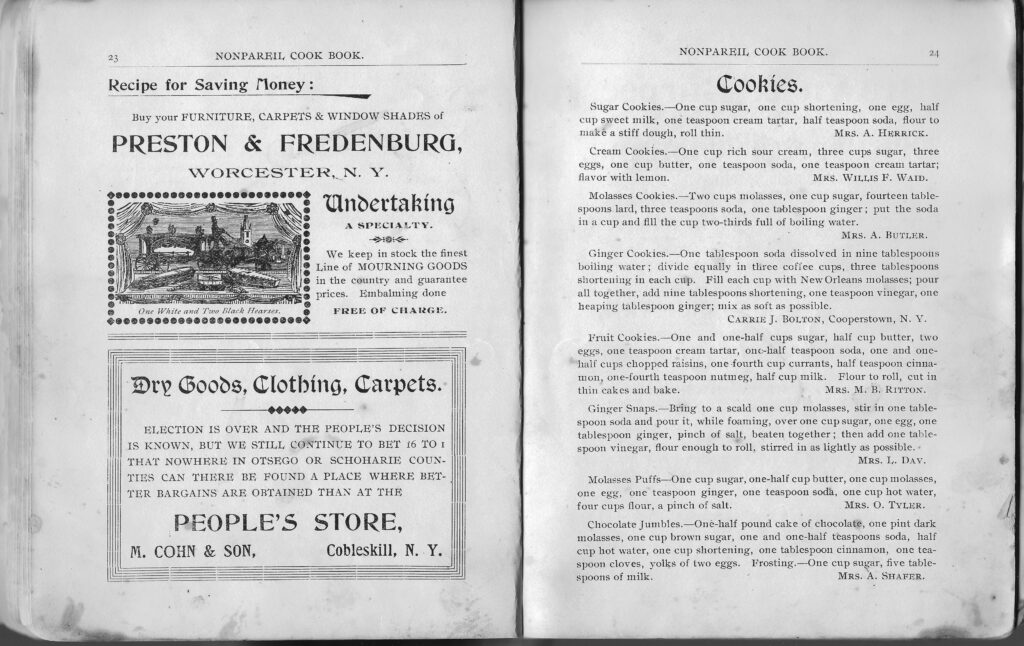 23
NONPAREIL COOK BOOK.
Recipe for Saving Money:
Buy your FURNITURE, CARPETS & WINDOW SHADES of
PRESTON & FREDENBURG,
WORCESTER, N. Y.
Undertaking
A SPECIALTY.
We keep in stock the finest
Line of MOURNING GOODS
in the country and guarantee
prices. Embalming done
FREE OF CHARGE.
One White and Two Black Hearses.
Dry Goods, Clothing, Carpets.
ELECTION IS OVER AND THE PEOPLE'S DECISION
IS KNOWN, BUT WE STILL CONTINUE TO BET 16 TO 1
THAT NOWHERE IN OTSEGO OR SCHOHARIE COUN-
TIES CAN THERE BE FOUND A PLACE WHERE BET-
TER BARGAINS ARE OBTAINED THAN AT THE
PEOPLE'S STORE,
M. COHN & SON, Cobleskill, N. Y.
NONPAREIL COOK BOOK.
24
Cookies.
Sugar Cookies.—One cup sugar, one cup shortening, one egg, half
cup sweet milk, one teaspoon cream tartar, half teaspoon soda, flour to
make a stiff dough, roll thin. MRS. A. HERRICK.
Cream Cookies.—One cup rich sour cream, three cups sugar, three
eggs, one cup butter, one teaspoon soda, one teaspoon cream tartar;
flavor with lemon. MRS. WILLIS F. WAID.
Molasses Cookies.—Two cups molasses, one cup sugar, fourteen table-
spoons lard, three teaspoons soda, one tablespoon ginger; put the soda
in a cup and fill the cup two-thirds full of boiling water.
MRS. A. BUTLER.
Ginger Cookies.—One tablespoon soda dissolved in nine tablespoons
boiling water; divide equally in three coffee cups, three tablespoons
shortening in each cup. Fill each cup with New Orleans molasses; pour
all together, add nine tablespoons shortening, one teaspoon vinegar, one
heaping tablespoon ginger; mix as soft as possible.
CARRIE J. BOLTON, Cooperstown, N. Y.
Fruit Cookies.—One and one-half cups sugar, half cup butter, two
eggs, one teaspoon cream tartar, one-half teaspoon soda, one and one-
half cups chopped raisins, one-fourth cup currants, half teaspoon cinna-
mon, one-fourth teaspoon nutmeg, half cup milk. Flour to roll, cut in
thin cakes and bake. MRS. M. B. RITTON.
Ginger Snaps.—Bring to a scald one cup molasses, stir in one table-
spoon soda and pour it, while foaming, over one cup sugar, one egg, one
tablespoon ginger, pinch of salt, beaten together; then add one table-
spoon vinegar, flour enough to roll, stirred in as lightly as possible.
MRS. L. DAY.
Molasses Puffs—One cup sugar, one-half cup butter, one cup molasses,
one egg, one teaspoon ginger, one teaspoon soda, one cup hot water,
four cups flour, a pinch of salt. MRS. O. TYLER.
Chocolate Jumbles.—One-half pound cake of chocolate, one pint dark
molasses, one cup brown sugar, one and one-half teaspoons soda, half
cup hot water, one cup shortening, one tablespoon cinnamon, one tea-
spoon cloves, yolks of two eggs. Frosting.—One cup sugar, five table-
spoons of milk. MRS. A. SHAFER.